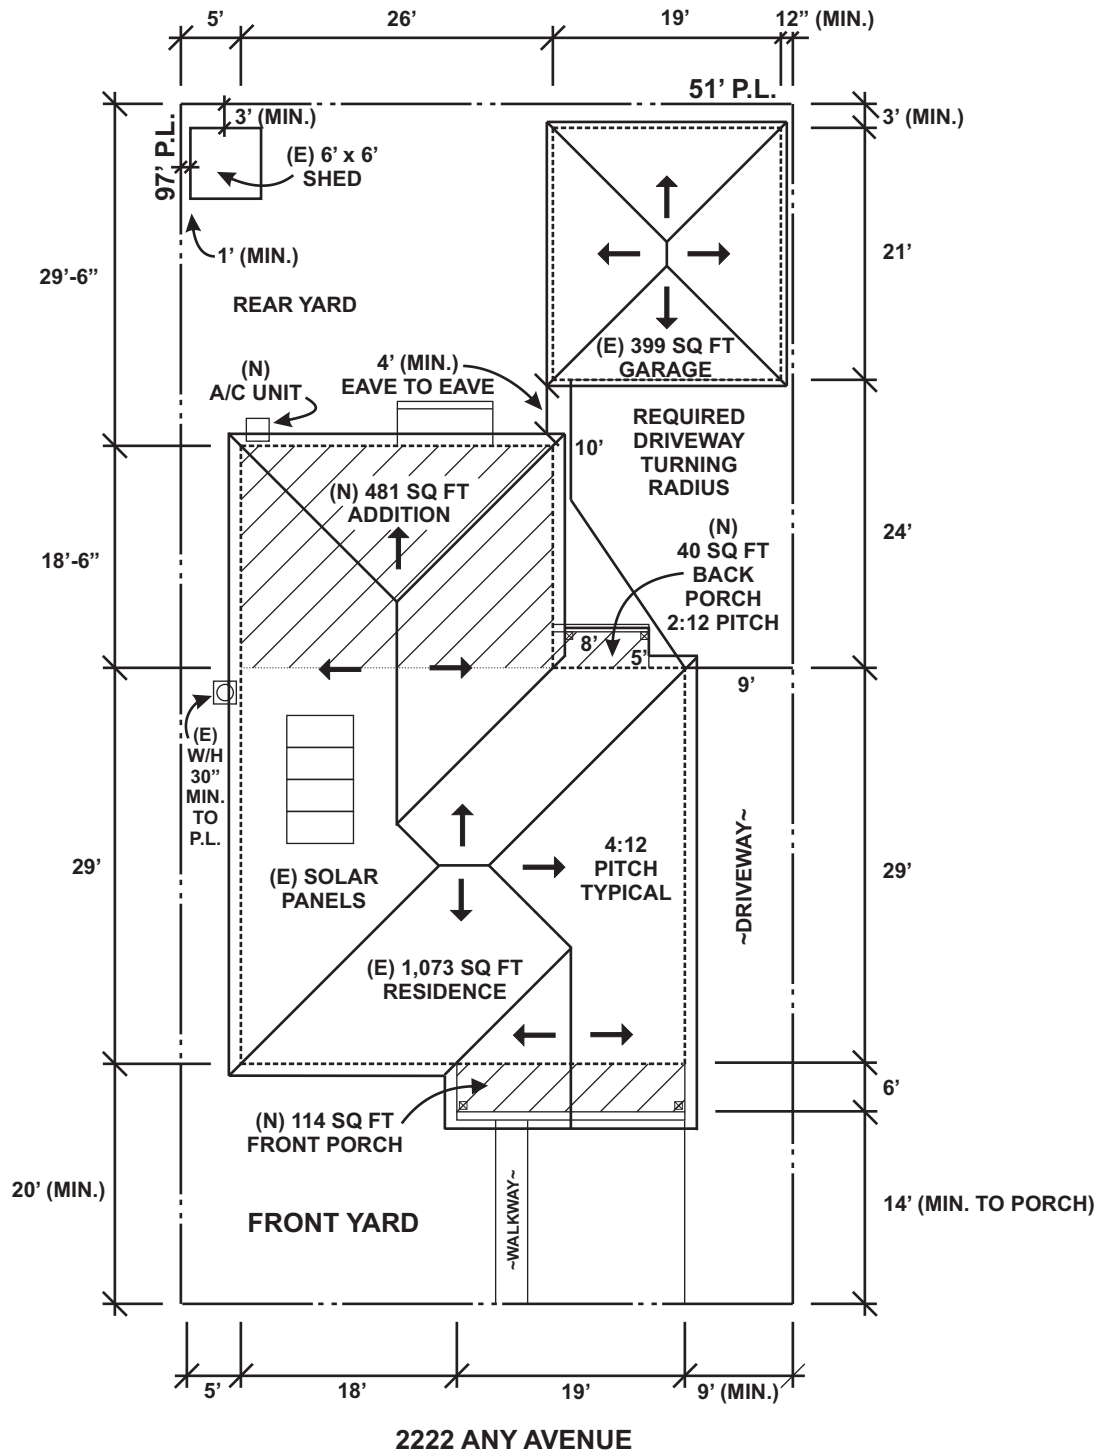 5’
26’
19’
12” (MIN.)
51’ P.L.
3’ (MIN.)
3’ (MIN.)
97’ P.L.
(E) 6’ x 6’
SHED
1’ (MIN.)
29’-6”
21’
REAR YARD
(E) 399 SQ FT
GARAGE
4’ (MIN.)
EAVE TO EAVE
(N)
A/C UNIT
REQUIRED
DRIVEWAY
TURNING
RADIUS
10’
(N) 481 SQ FT
ADDITION
18’-6”
24’
(N)
40 SQ FT
BACK
PORCH
2:12 PITCH
8’
5’
9’
(E)
W/H
30”
MIN.
TO
P.L.
29’
(E) SOLAR
PANELS
4:12
PITCH
TYPICAL
~DRIVEWAY~
29’
(E) 1,073 SQ FT
RESIDENCE
6’
(N) 114 SQ FT
FRONT PORCH
20’ (MIN.)
FRONT YARD
~WALKWAY~
14’ (MIN. TO PORCH)
5’
18’
19’
9’ (MIN.)
2222 ANY AVENUE